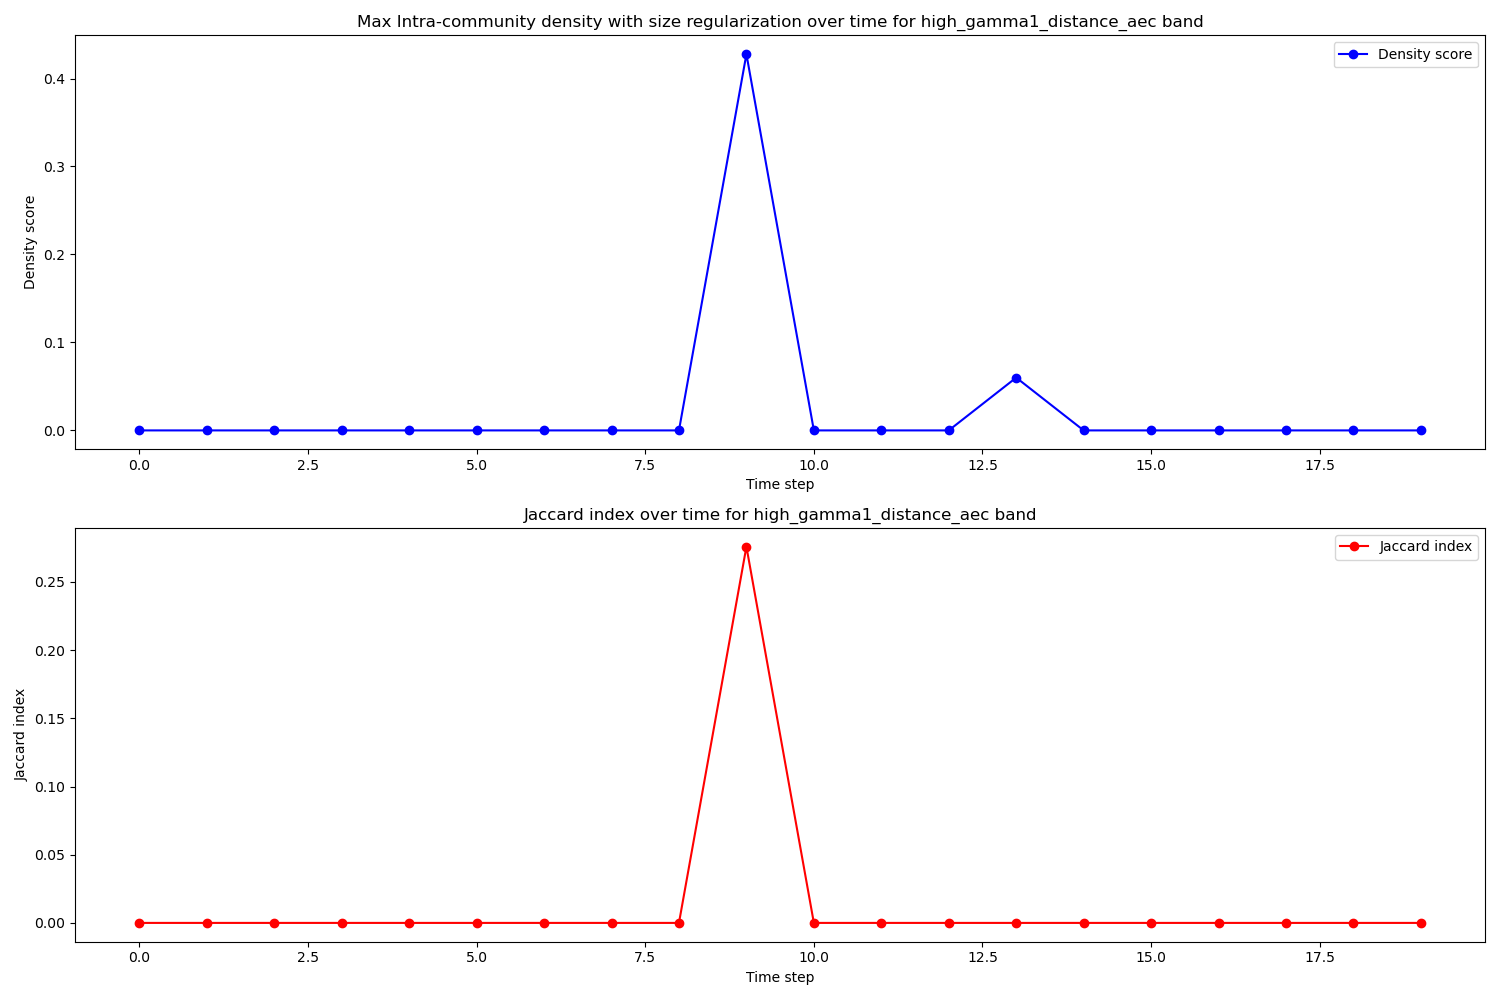 Max Intra-community density with size regularization over time for high_gamma1_distance_aec band
Density score
0.4
0.3
0.2
0.1
0.0
Density score
0.0 2.5 5.0 7.5 10.0 12.5 15.0 17.5
Time step
Jaccard index over time for high_gamma1_distance_aec band
Jaccard index
0.25
0.20
0.15
0.10
0.05
0.00
Jaccard index
0.0 2.5 5.0 7.5 10.0 12.5 15.0 17.5
Time step